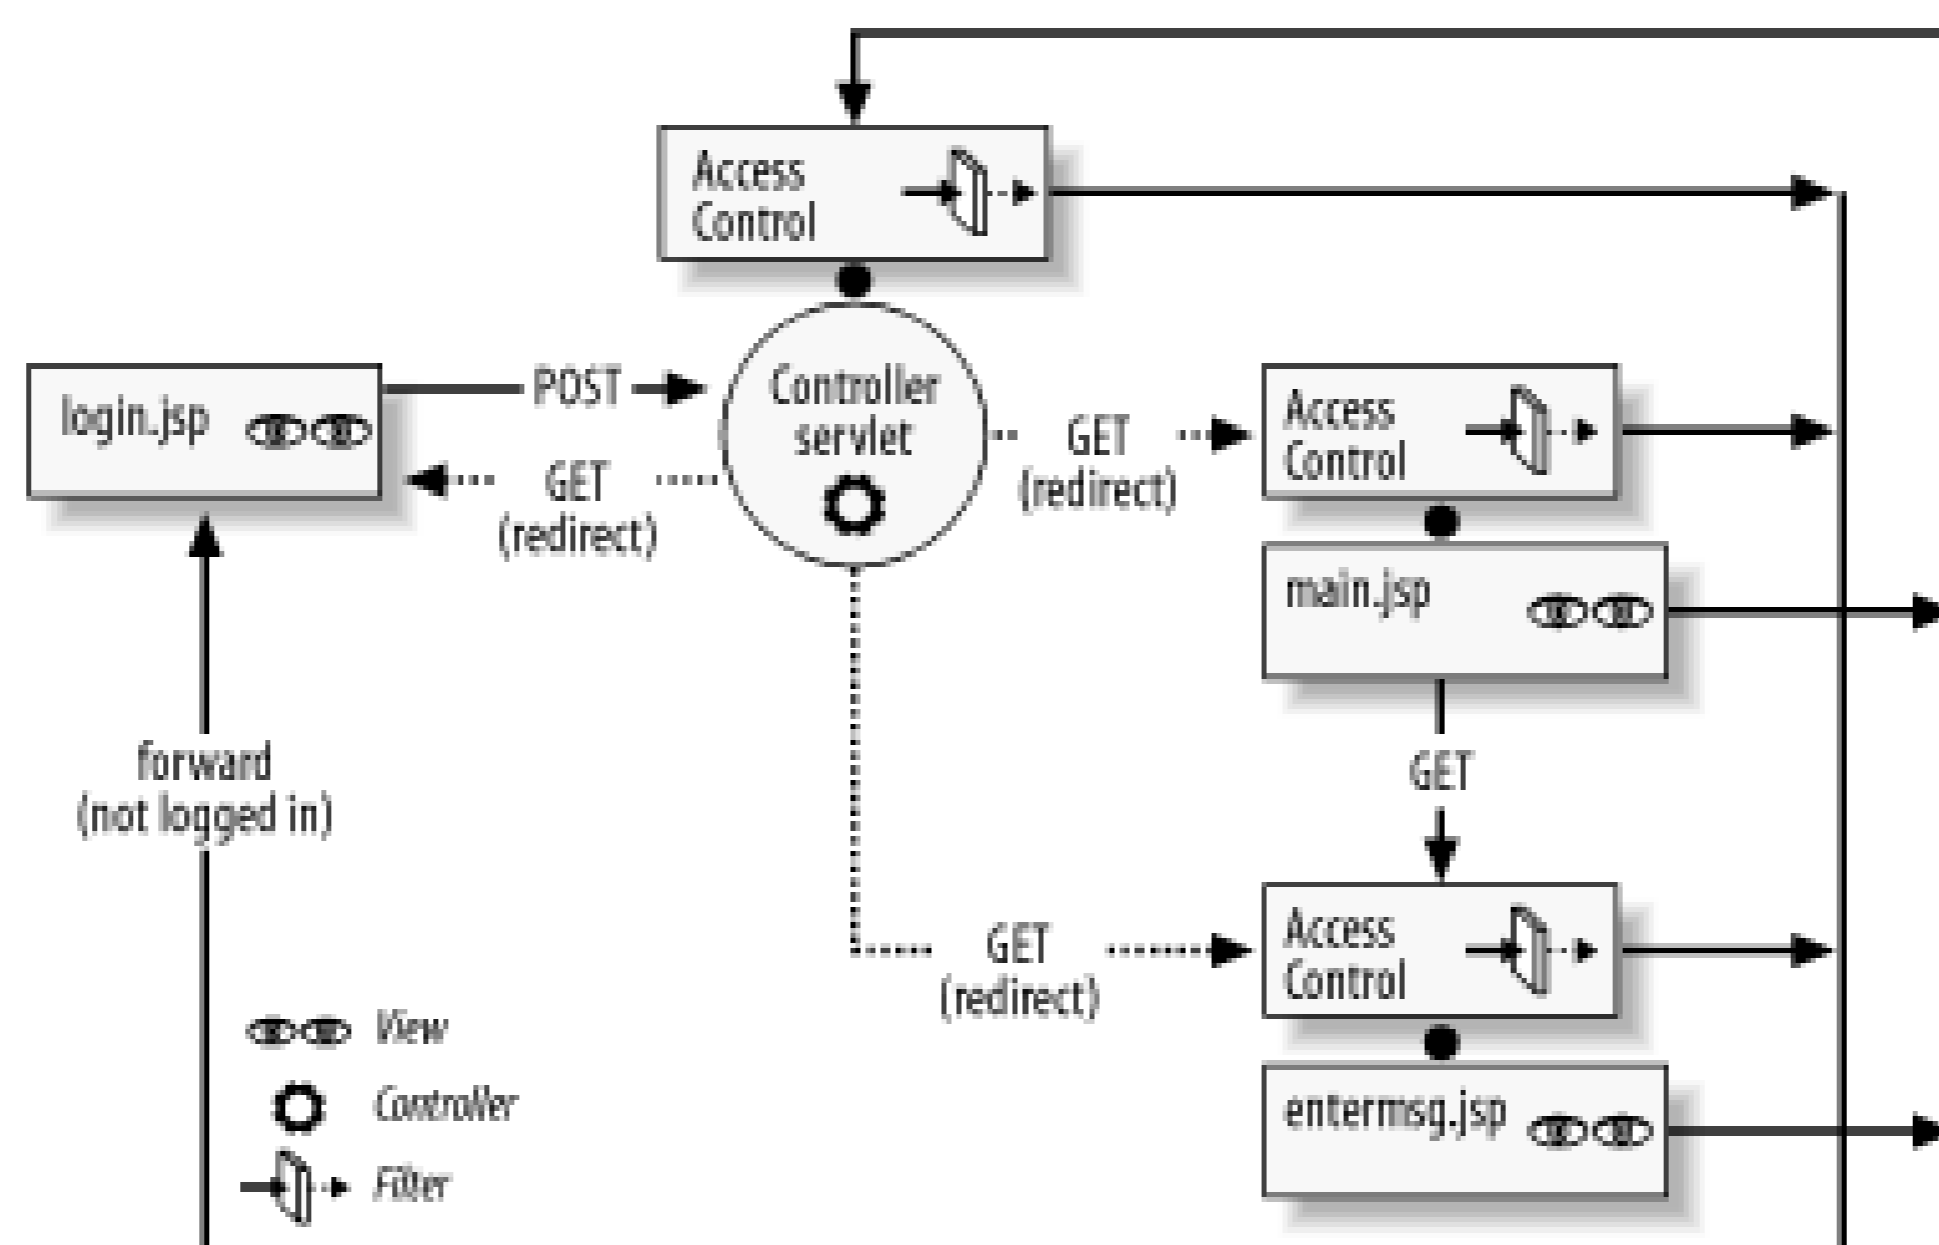 Access
Control
login.jsp
POST
GET
(redirect)
Controller
servlet
GET
(redirect)
Access
Control
main.jsp
GET
forward
(not logged in)
GET
(redirect)
Access
Control
entermsg.jsp
View
Controller
Filter